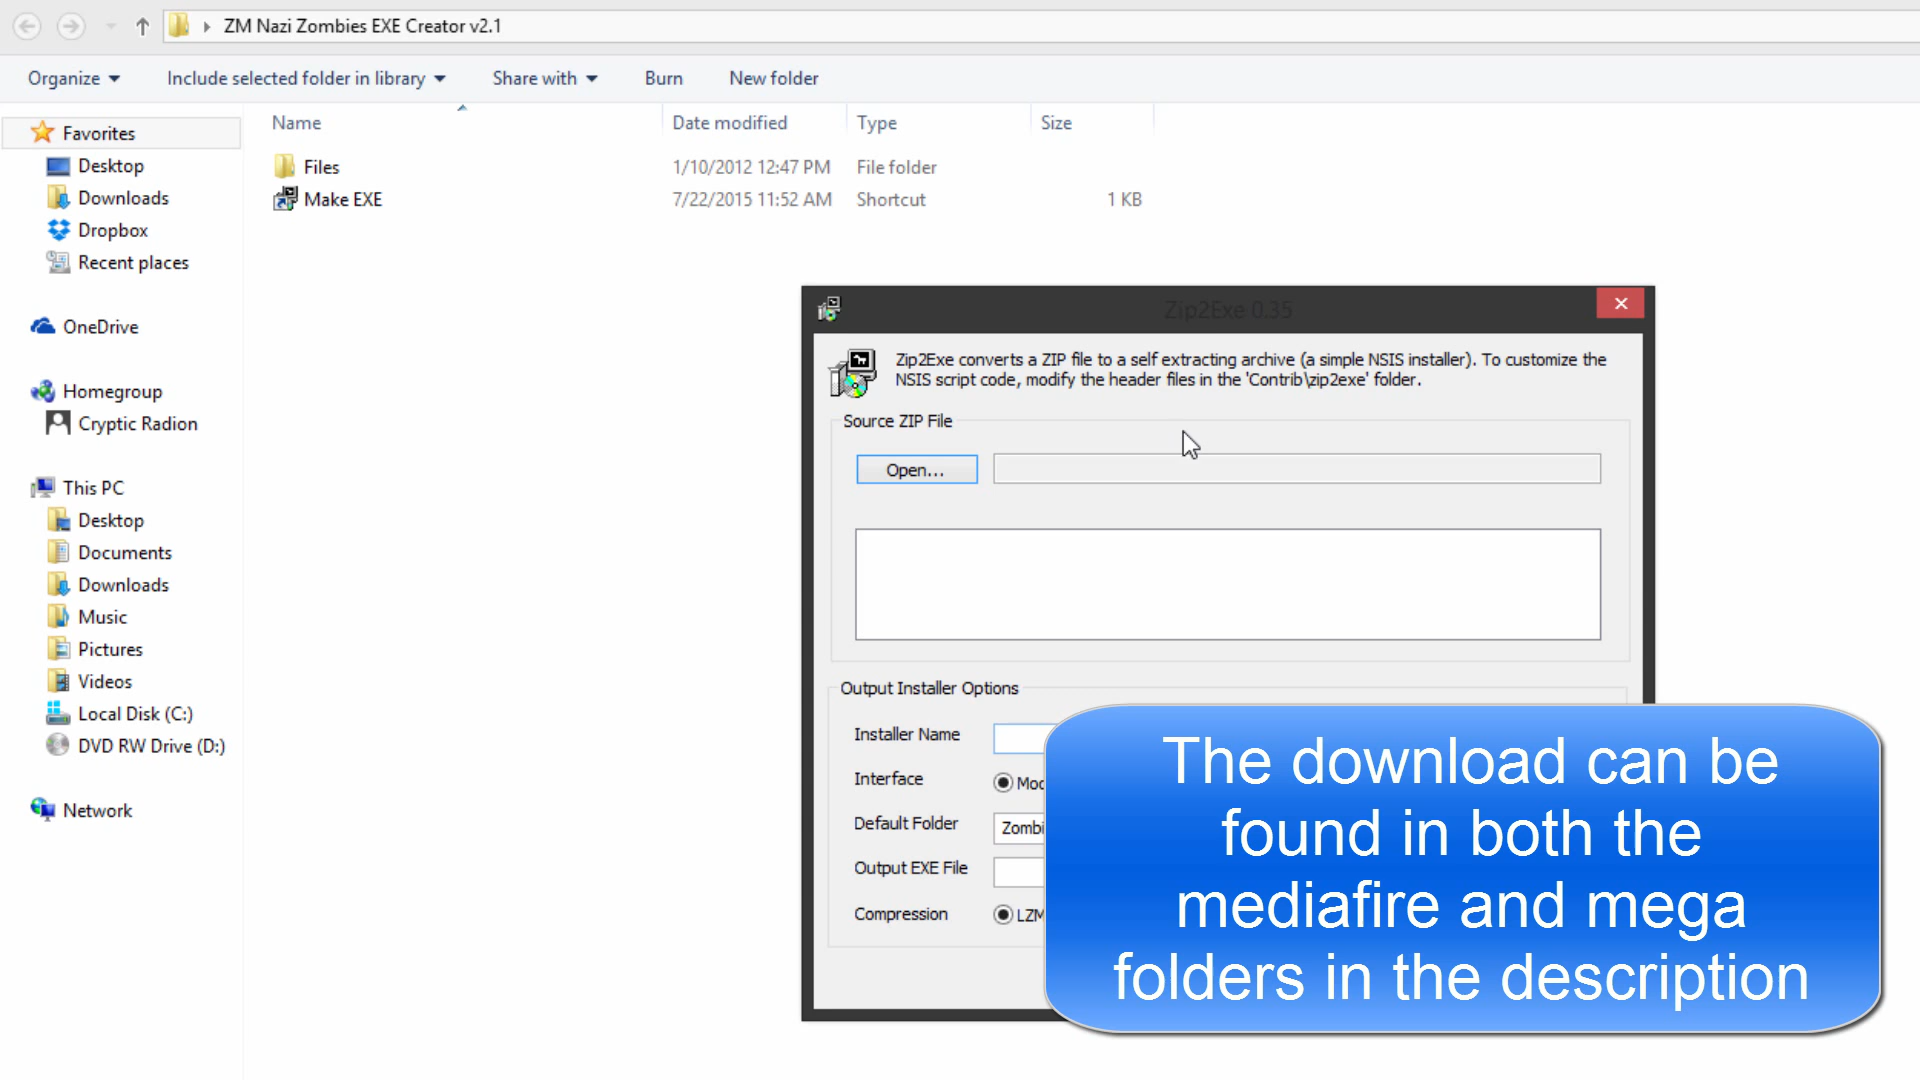 ZM Nazi Zombies EXE Creator v2.1
Organize Include selected folder in library Share with Burn New folder
Name Date modified Type Size
Files 1/10/2012 12:47 PM File folder
Make EXE 7/22/2015 11:52 AM Shortcut 1 KB
Favorites
Desktop
Downloads
Dropbox
Recent places
OneDrive
Homegroup
Cryptic Radion
This PC
Desktop
Documents
Downloads
Music
Pictures
Videos
Local Disk (C:)
DVD RW Drive (D:)
Network
Zip2Exe 0.35
Zip2Exe converts a ZIP file to a self extracting archive (a simple NSIS installer). To customize the
NSIS script code, modify the header files in the 'Contrib\zip2exe' folder.
Source ZIP File
Open...
Output Installer Options
Installer Name
Interface
Default Folder
Output EXE File
Compression
The download can be
found in both the
mediafire and mega
folders in the description